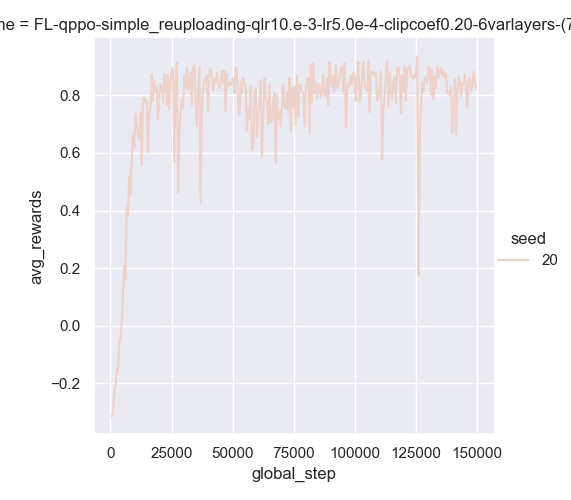 me = FL-qppo-simple_reuploading-qlr10.e-3-lr5.0e-4-clipcoef0.20-6varlayers-(7
0.8
0.6
0.4
0.2
0.0
−0.2
avg_rewards
seed
20
0 25000 50000 75000 100000 125000 150000
global_step